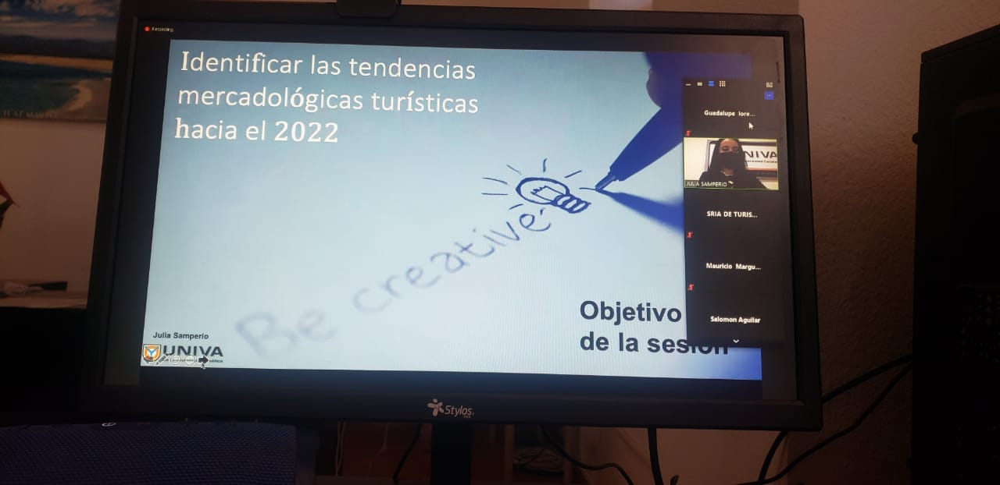 Recording
Identificar las tendencias
mercadológicas turísticas
hacia el 2022
Guadalupe lore...
UNIVA
JULIA SAMPERIO
SRIA DE TURIS...
Mauricio Margu...
Salomon Aguilar
Be creative
Objetivo
de la sesión
Julia Samperio
UNIVA
Stylos